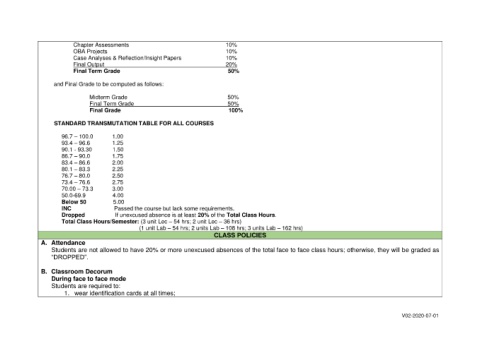 Chapter Assessments 10%
OBA Projects 10%
Case Analyses & Reflection/Insight Papers 10%
Final Output 20%
Final Term Grade 50%
and Final Grade to be computed as follows:
Midterm Grade 50%
Final Term Grade 50%
Final Grade 100%
STANDARD TRANSMUTATION TABLE FOR ALL COURSES
96.7 – 100.0 1.00
93.4 – 96.6 1.25
90.1 - 93.30 1.50
86.7 – 90.0 1.75
83.4 – 86.6 2.00
80.1 – 83.3 2.25
76.7 – 80.0 2.50
73.4 – 76.6 2.75
70.00 – 73.3 3.00
50.0-69.9 4.00
Below 50 5.00
INC Passed the course but lack some requirements.
Dropped If unexcused absence is at least 20% of the Total Class Hours.
Total Class Hours/Semester: (3 unit Lec – 54 hrs; 2 unit Lec – 36 hrs)
(1 unit Lab – 54 hrs; 2 units Lab – 108 hrs; 3 units Lab – 162 hrs)
CLASS POLICIES
A. Attendance
Students are not allowed to have 20% or more unexcused absences of the total face to face class hours; otherwise, they will be graded as
"DROPPED".
B. Classroom Decorum
During face to face mode
Students are required to:
1. wear identification cards at all times;
V02-2020-07-01